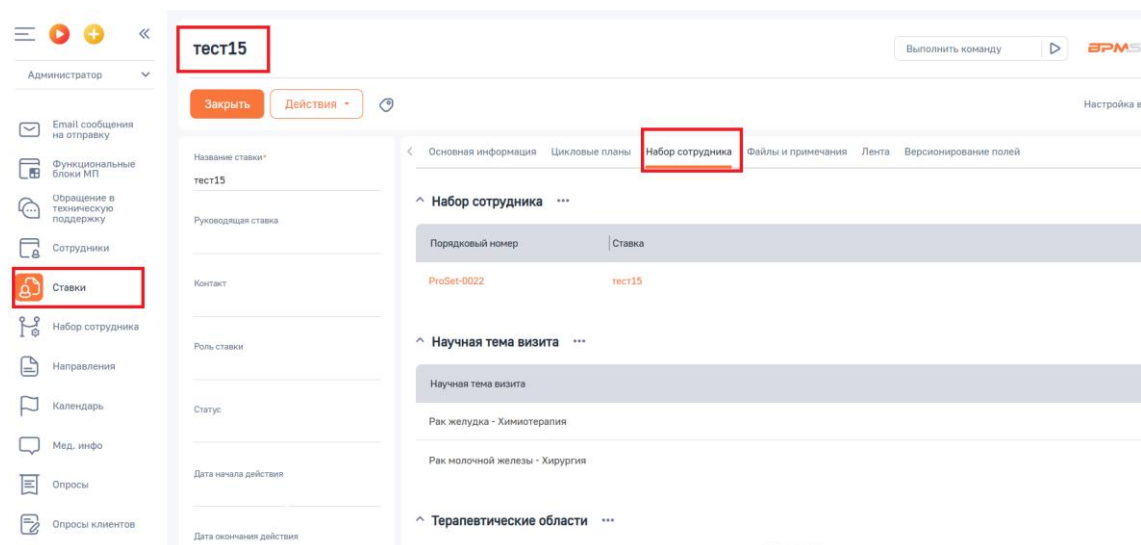 тест15
Выполнить команду
BPMS
Администратор
Закрыть
Действия
Настройка в
Email сообщения
на отправку
Функциональные
блоки МП
Обращение в
техническую
поддержку
Сотрудники
Ставки
Набор сотрудника
Направления
Календарь
Мед. инфо
Опросы
Опросы клиентов
Название ставки*
тест15
Руководящая ставка
Контакт
Роль ставки
Статус
Дата начала действия
Дата окончания действия
Основная информация Цикловые планы Набор сотрудника Файлы и примечания Лента Версионирование полей
Набор сотрудника
Порядковый номер Ставка
ProSet-0022 тест15
Научная тема визита
Научная тема визита
Рак желудка - Химиотерапия
Рак молочной железы - Хирургия
Терапевтические области